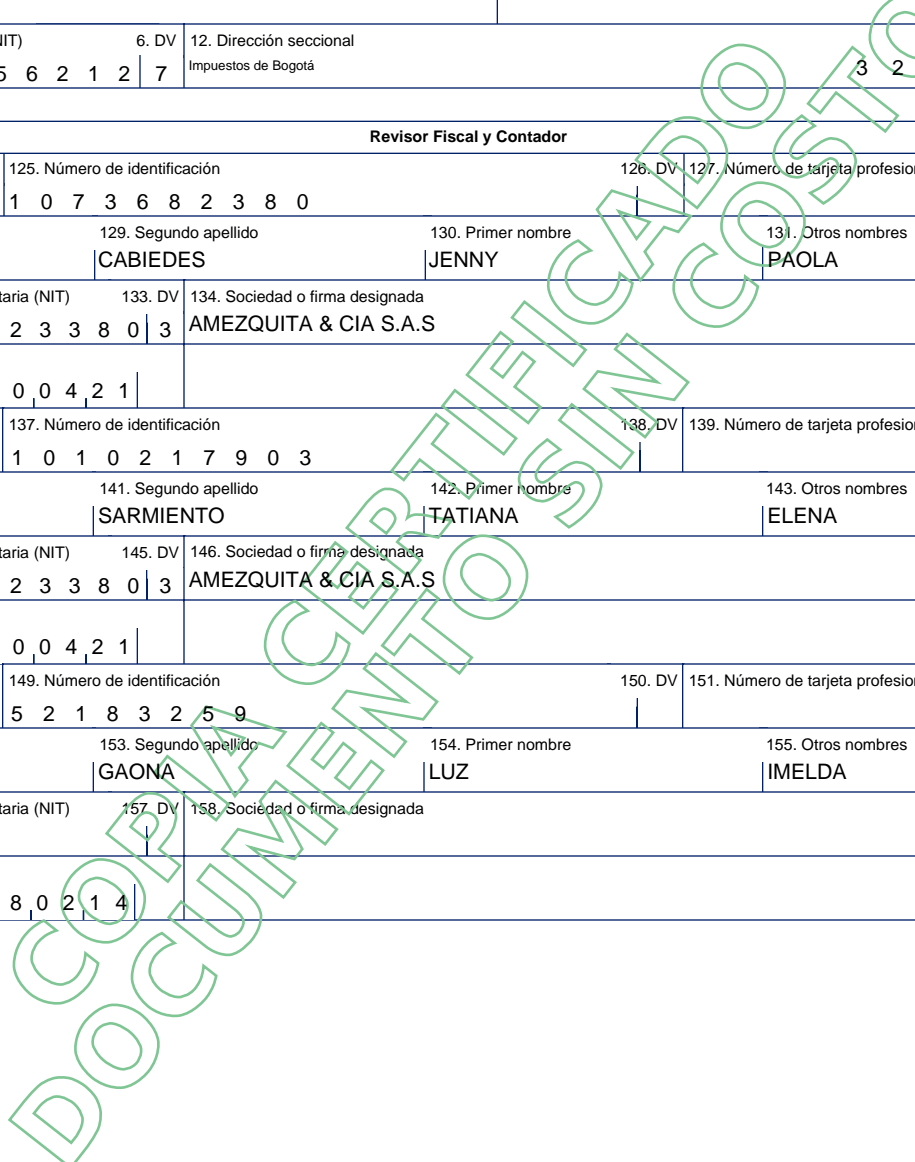 NIT) 6. DV 12. Dirección seccional
5 6 2 1 2 7 Impuestos de Bogotá 3 2
Revisor Fiscal y Contador
125. Número de identificación 126. DV 127. Número de tarjeta profesion
1 0 7 3 6 8 2 3 8 0
129. Segundo apellido 130. Primer nombre 131. Otros nombres
CABIEDES JENNY PAOLA
taria (NIT) 133. DV 134. Sociedad o firma designada
2 3 3 8 0 3 AMEZQUITA & CIA S.A.S
0 0 4 2 1
137. Número de identificación 138. DV 139. Número de tarjeta profesion
1 0 1 0 2 1 7 9 0 3
141. Segundo apellido 142. Primer nombre 143. Otros nombres
SARMIENTO TATIANA ELENA
taria (NIT) 145. DV 146. Sociedad o firma designada
2 3 3 8 0 3 AMEZQUITA & CIA S.A.S
0 0 4 2 1
149. Número de identificación 150. DV 151. Número de tarjeta profesion
5 2 1 8 3 2 5 9
153. Segundo apellido 154. Primer nombre 155. Otros nombres
GAONA LUZ IMELDA
taria (NIT) 157. DV 158. Sociedad o firma designada
8 0 2 1 4
COPIA CERTIFICADO
DOCUMENTO SIN COSTO